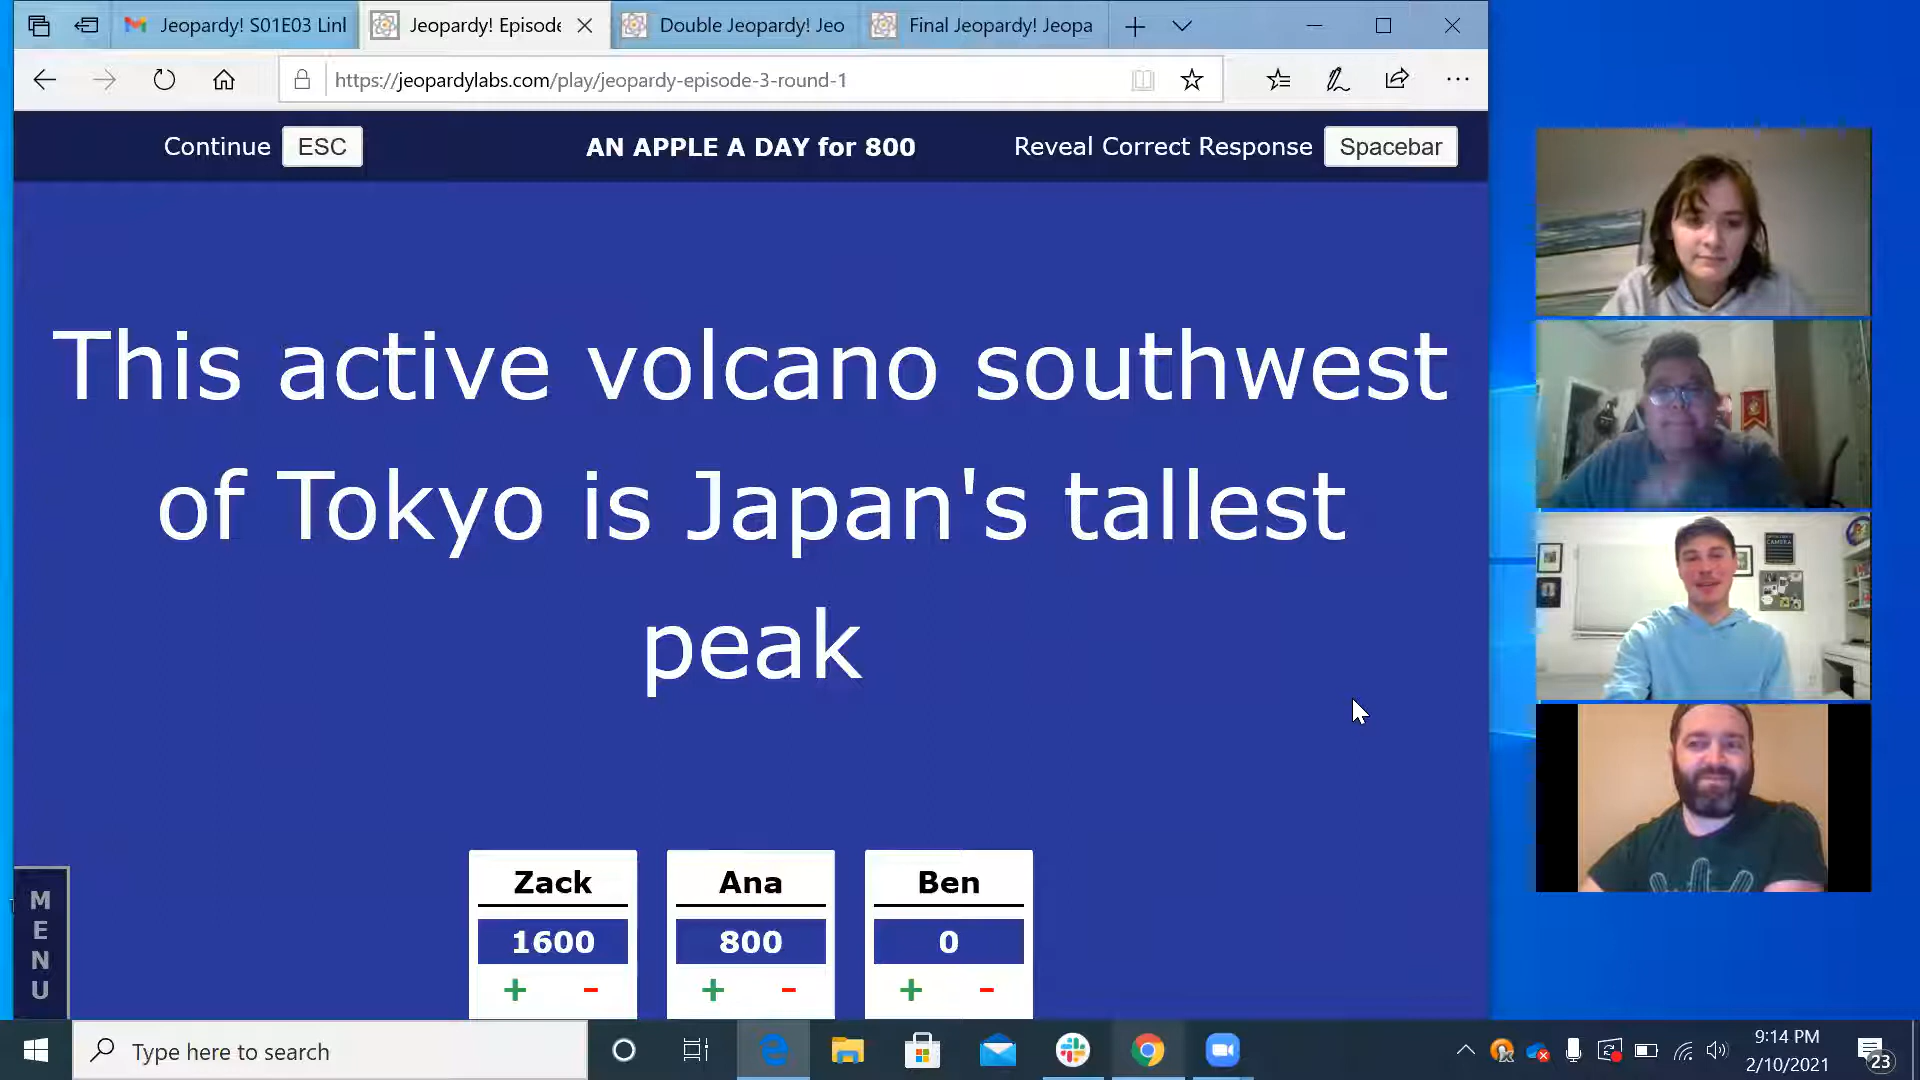 Jeopardy! S01E03 Linl
Jeopardy! Episode
Double Jeopardy! Jeo
Final Jeopardy! Jeopa
https://jeopardylabs.com/play/jeopardy-episode-3-round-1
Continue ESC
AN APPLE A DAY for 800
Reveal Correct Response Spacebar
This active volcano southwest
of Tokyo is Japan's tallest
peak
MENU
Zack
1600
+ -
Ana
800
+ -
Ben
0
+ -
Type here to search
9:14 PM
2/10/2021
23